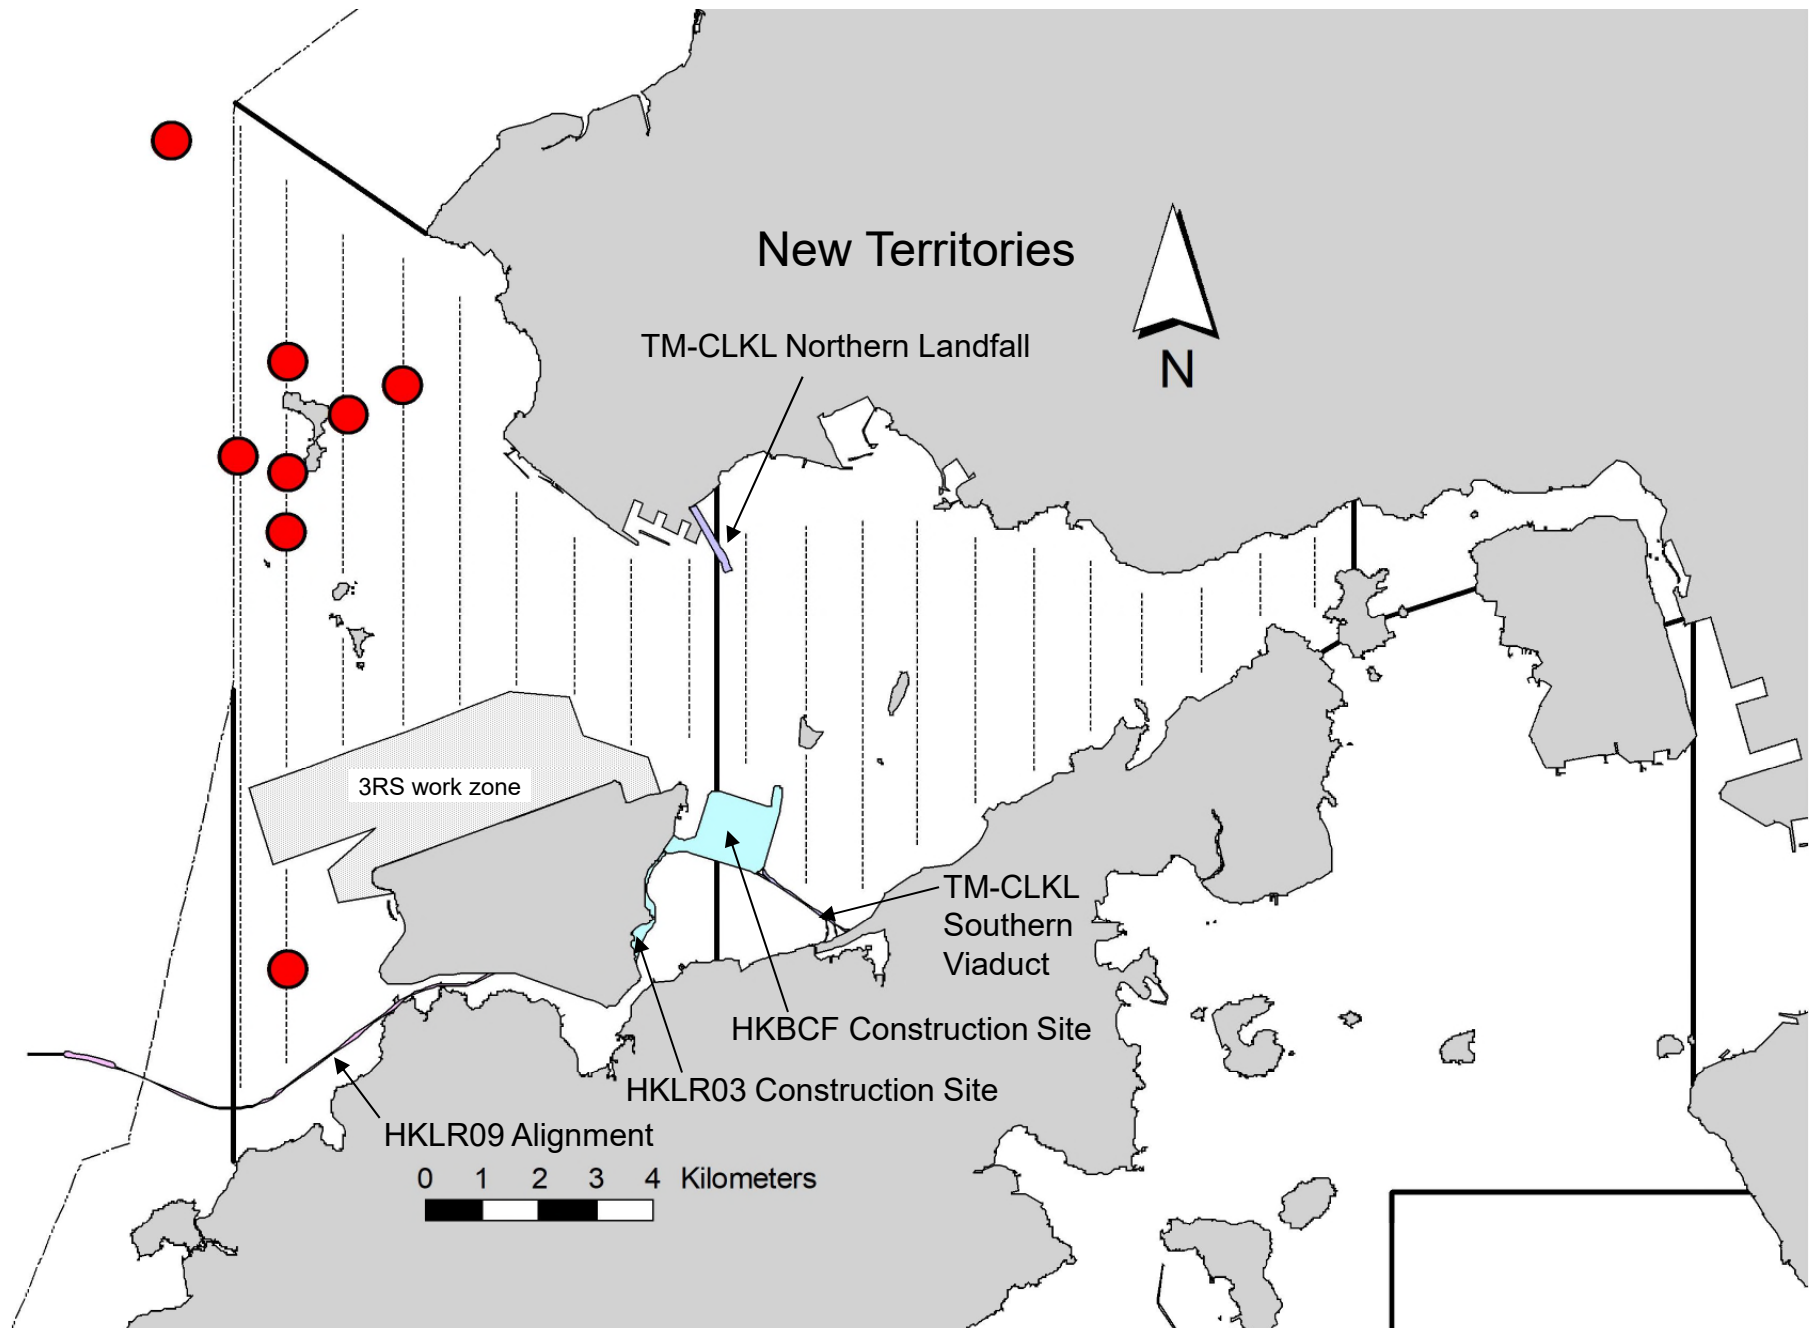 New Territories
TM-CLKL Northern Landfall
N
3RS work zone
TM-CLKL
Southern
Viaduct
HKBCF Construction Site
HKLR03 Construction Site
HKLR09 Alignment
0 1 2 3 4 Kilometers